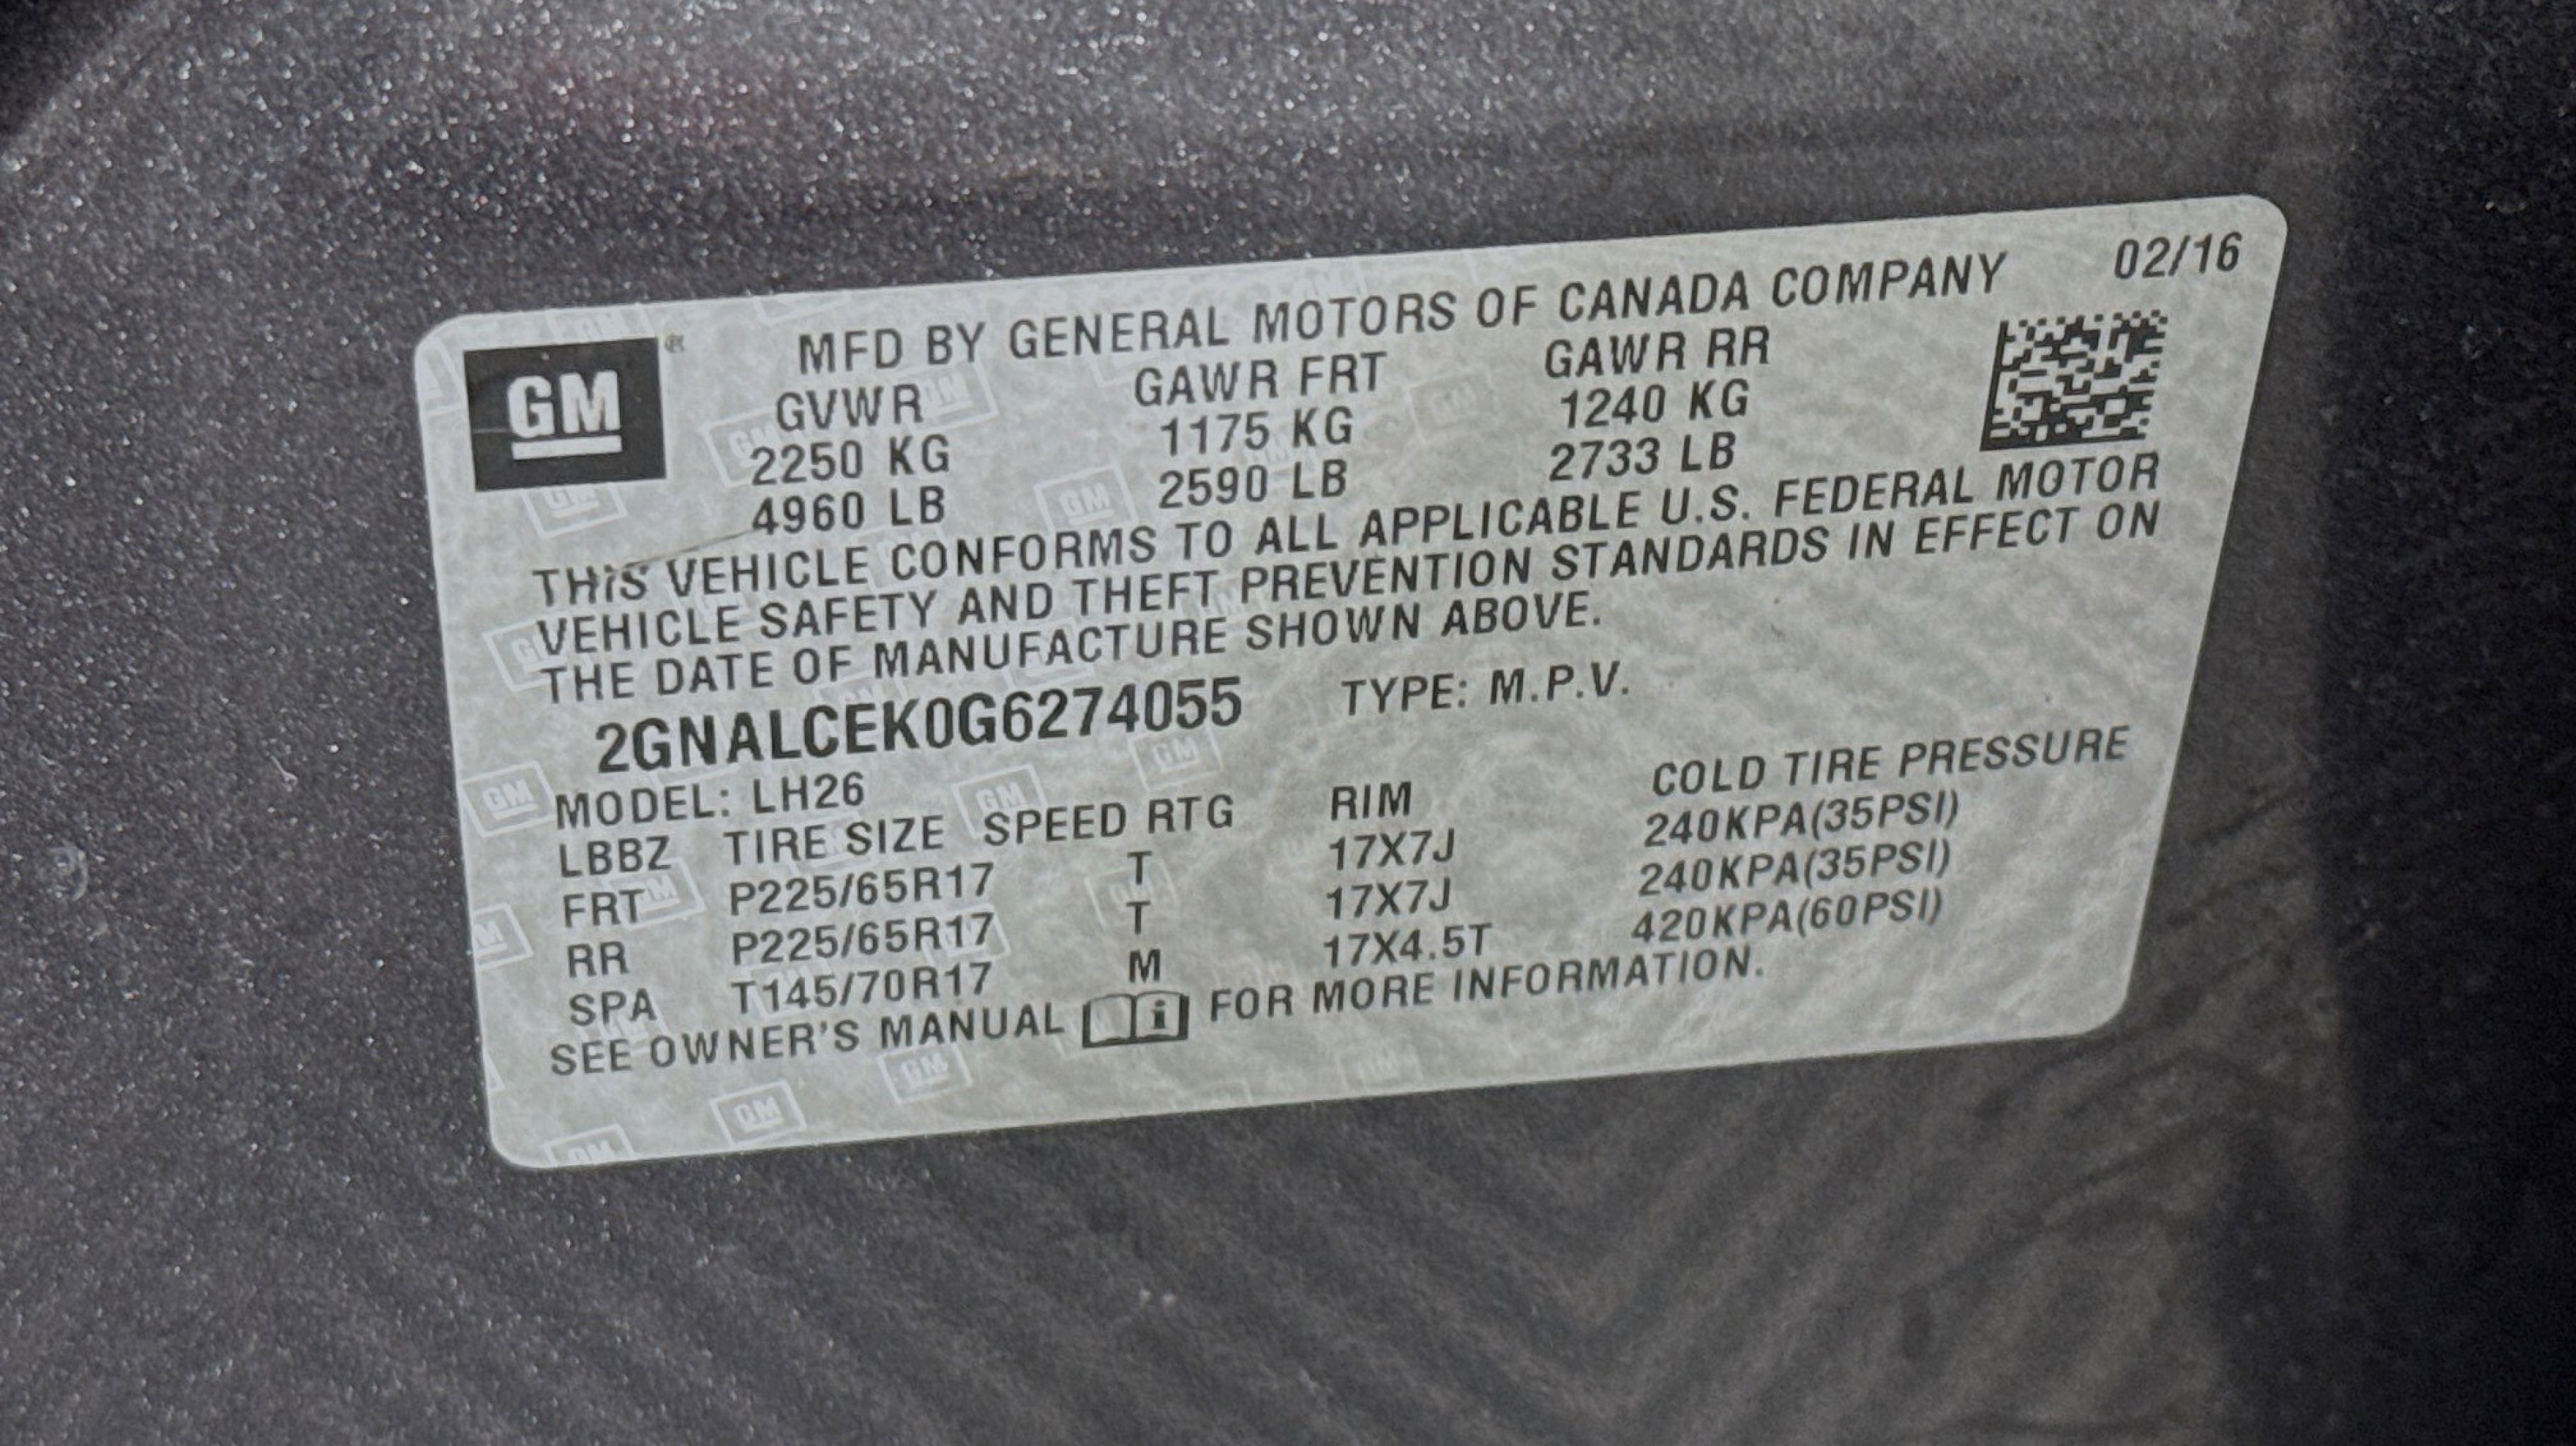 MFD BY GENERAL MOTORS OF CANADA COMPANY 02/16
GM
GVWR GAWR FRT GAWR RR
2250 KG 1175 KG 1240 KG
4960 LB 2590 LB 2733 LB
THIS VEHICLE CONFORMS TO ALL APPLICABLE U.S. FEDERAL MOTOR
VEHICLE SAFETY AND THEFT PREVENTION STANDARDS IN EFFECT ON
THE DATE OF MANUFACTURE SHOWN ABOVE.
2GNALCEK0G6274055 TYPE: M.P.V.
MODEL: LH26
LBBZ TIRE SIZE SPEED RTG RIM COLD TIRE PRESSURE
FRT P225/65R17 T 17X7J 240KPA(35PSI)
RR P225/65R17 T 17X7J 240KPA(35PSI)
SPA T145/70R17 M 17X4.5T 420KPA(60PSI)
SEE OWNER'S MANUAL FOR MORE INFORMATION.